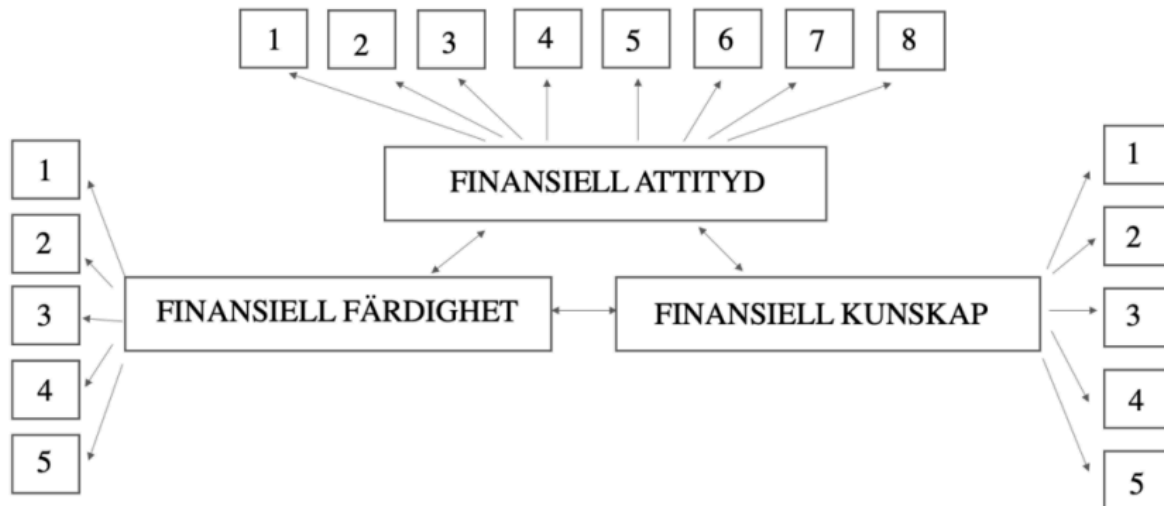 1 2 3 4 5 6 7 8
FINANSIELL ATTITYD
1
2
3
4
5
FINANSIELL FÄRDIGHET
FINANSIELL KUNSKAP
1
2
3
4
5